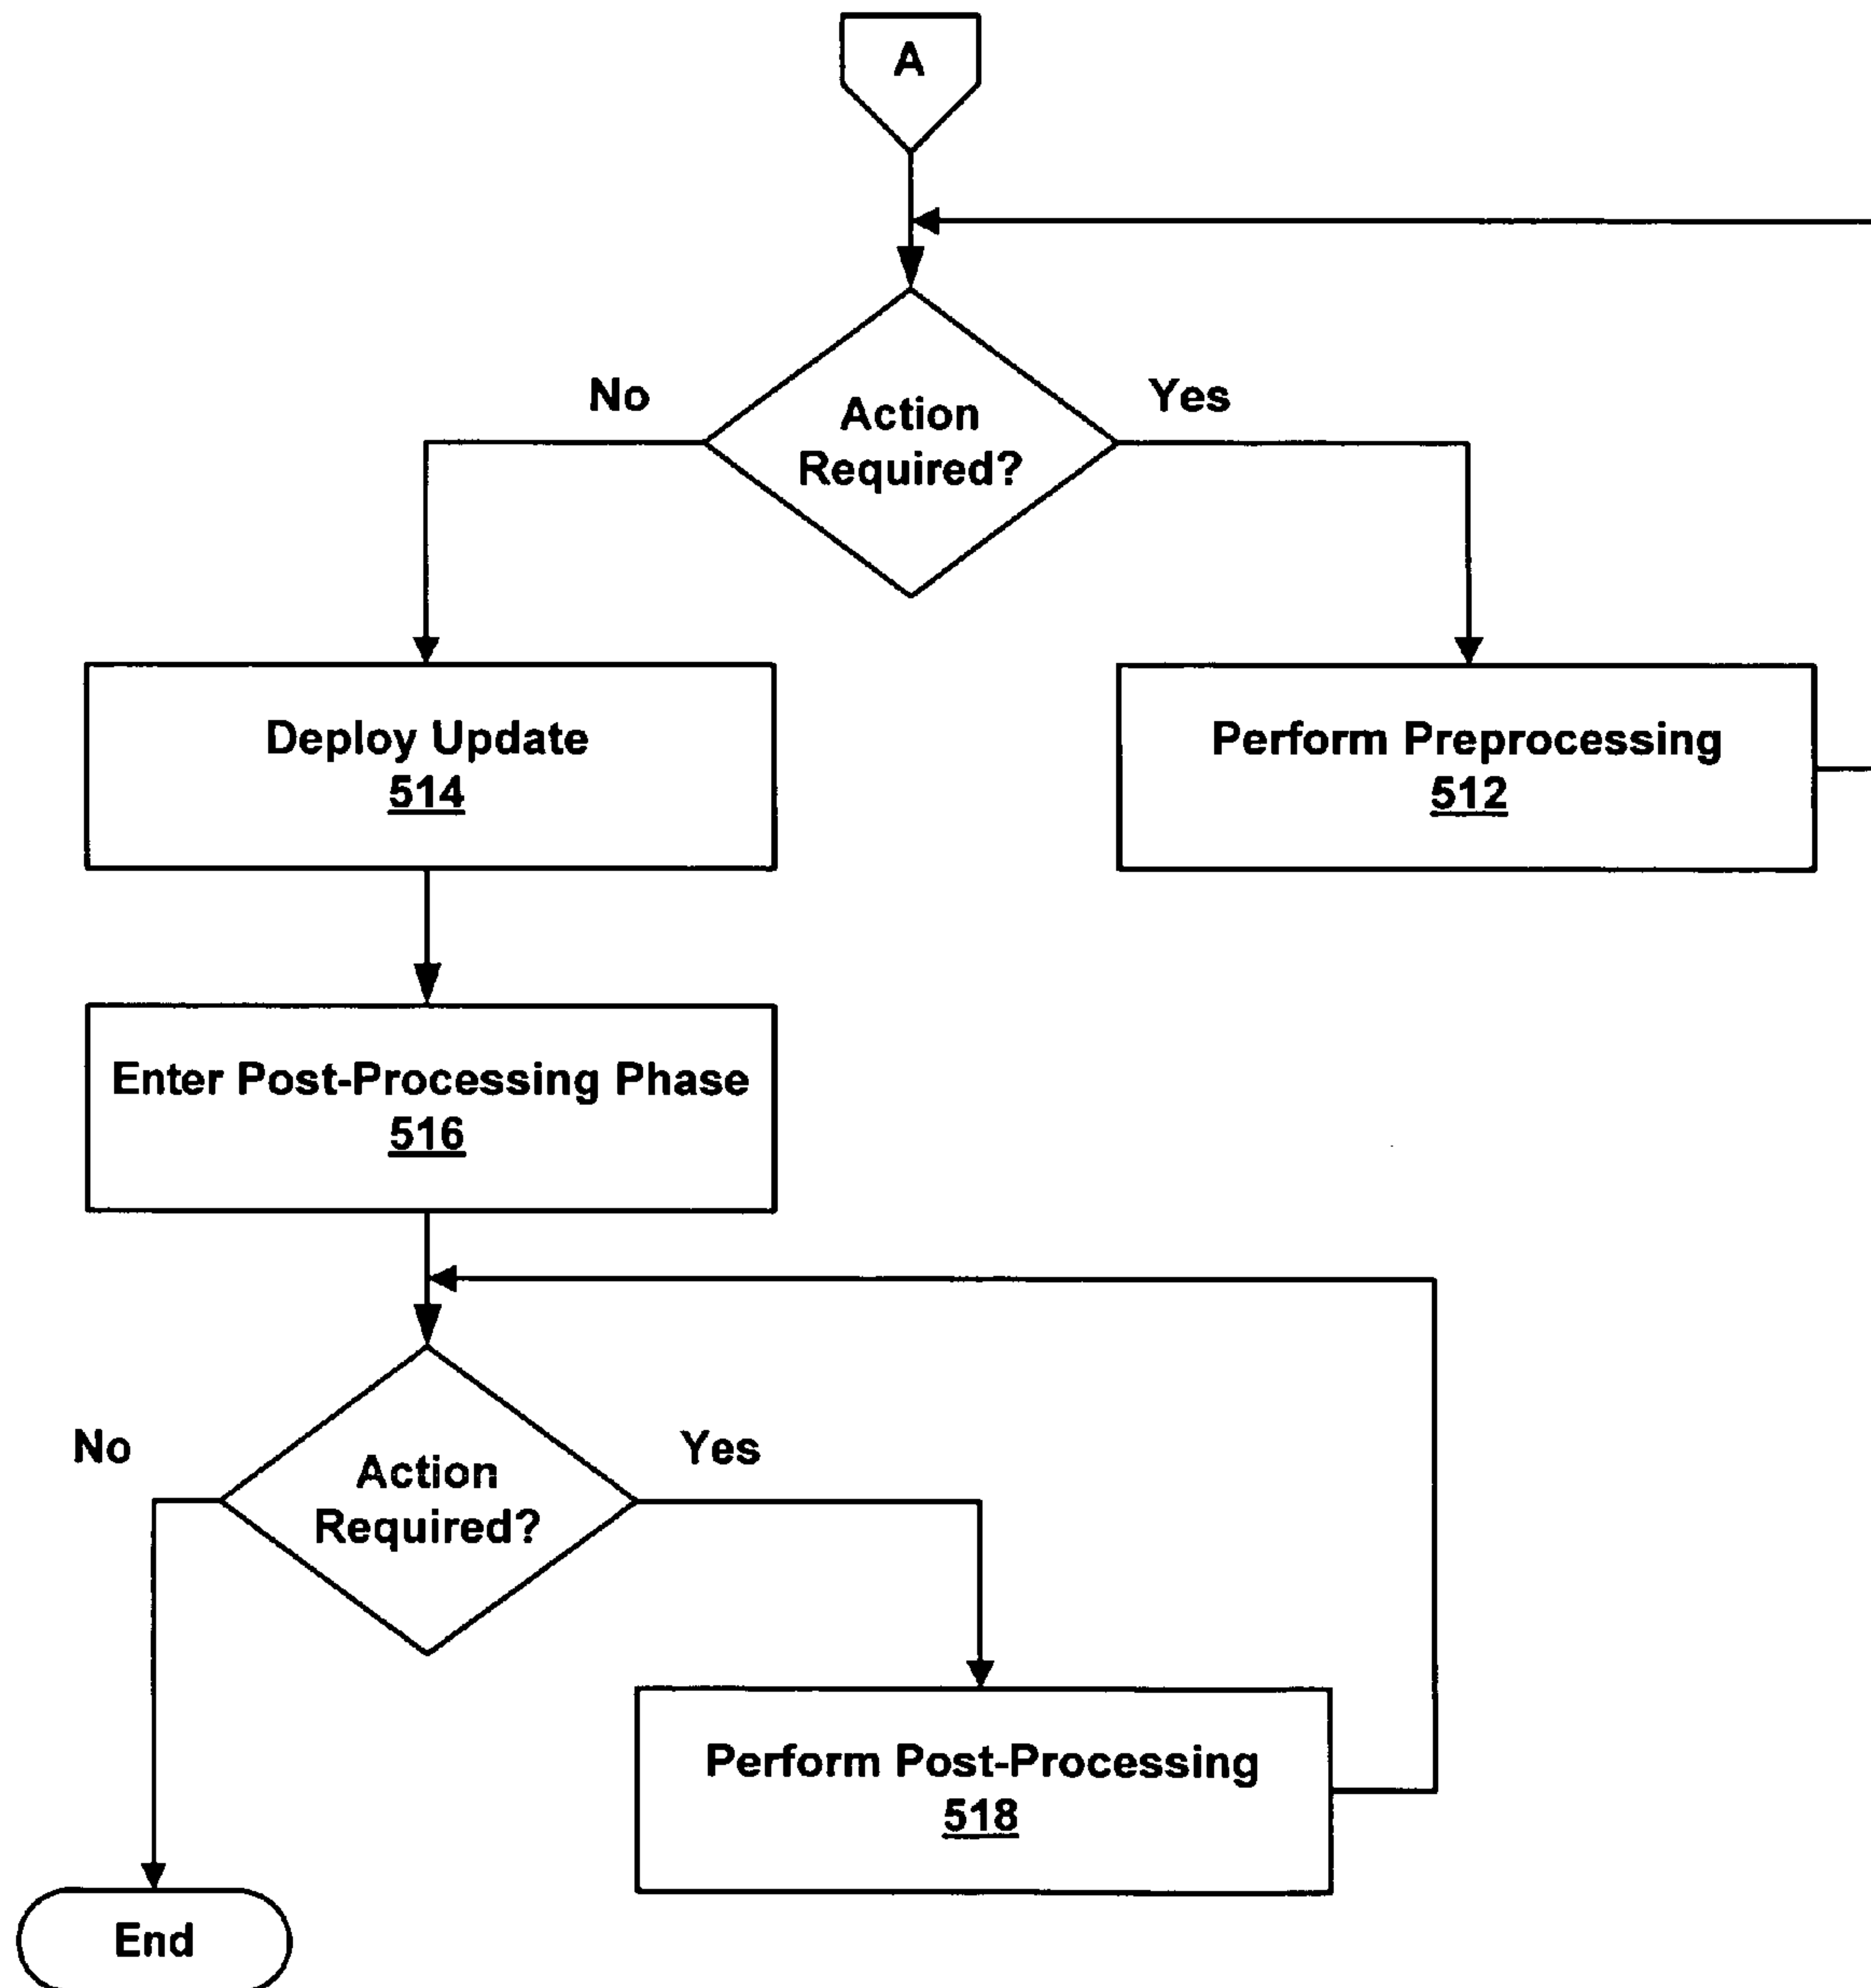 A
No
Yes
Action
Required?
Deploy Update
514
Perform Preprocessing
512
Enter Post-Processing Phase
516
No
Yes
Action
Required?
Perform Post-Processing
518
End